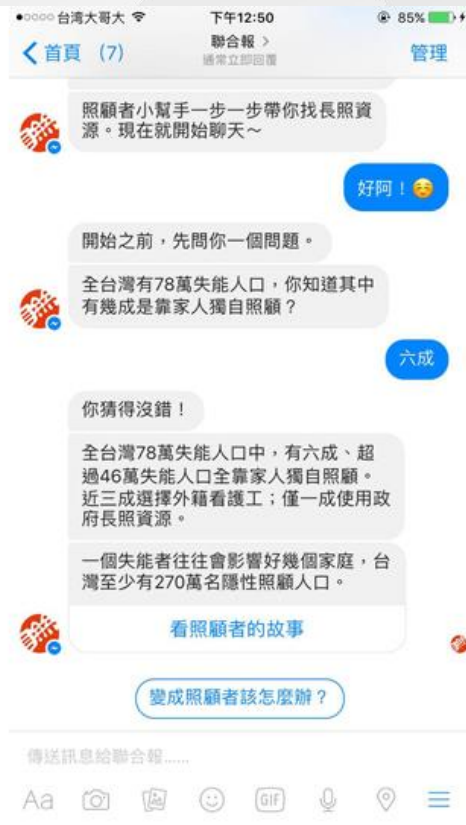 台灣大哥大 下午12:50 85%
首頁 (7) 聯合報 > 管理
通常立即回覆
照顧者小幫手一步一步帶你找長照資
源。現在就開始聊天～
好阿！
開始之前，先問你一個問題。
全台灣有78萬失能人口，你知道其中
有幾成是靠家人獨自照顧？
六成
你猜得沒錯！
全台灣78萬失能人口中，有六成、超
過46萬失能人口全靠家人獨自照顧。
近三成選擇外籍看護工；僅一成使用政
府長照資源。
一個失能者往往會影響好幾個家庭，台
灣至少有270萬名隱性照顧人口。
看照顧者的故事
變成照顧者該怎麼辦？
傳送訊息給聯合報......
Aa GIF